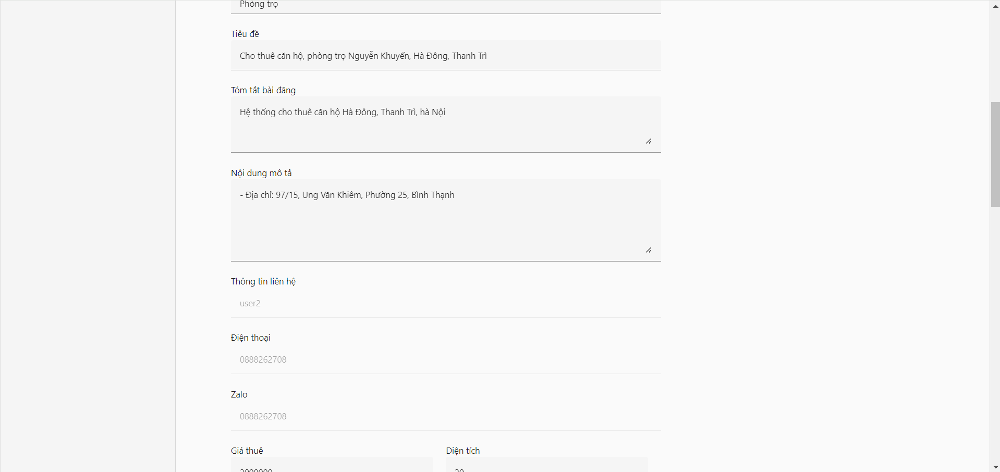 Phòng trọ
Tiêu đề
Cho thuê căn hộ, phòng trọ Nguyễn Khuyến, Hà Đông, Thanh Trì
Tóm tắt bài đăng
Hệ thống cho thuê căn hộ Hà Đông, Thanh Trì, hà Nội
Nội dung mô tả
- Địa chỉ: 97/15, Ung Văn Khiêm, Phường 25, Bình Thạnh
Thông tin liên hệ
user2
Điện thoại
0888262708
Zalo
0888262708
Giá thuê Diện tích